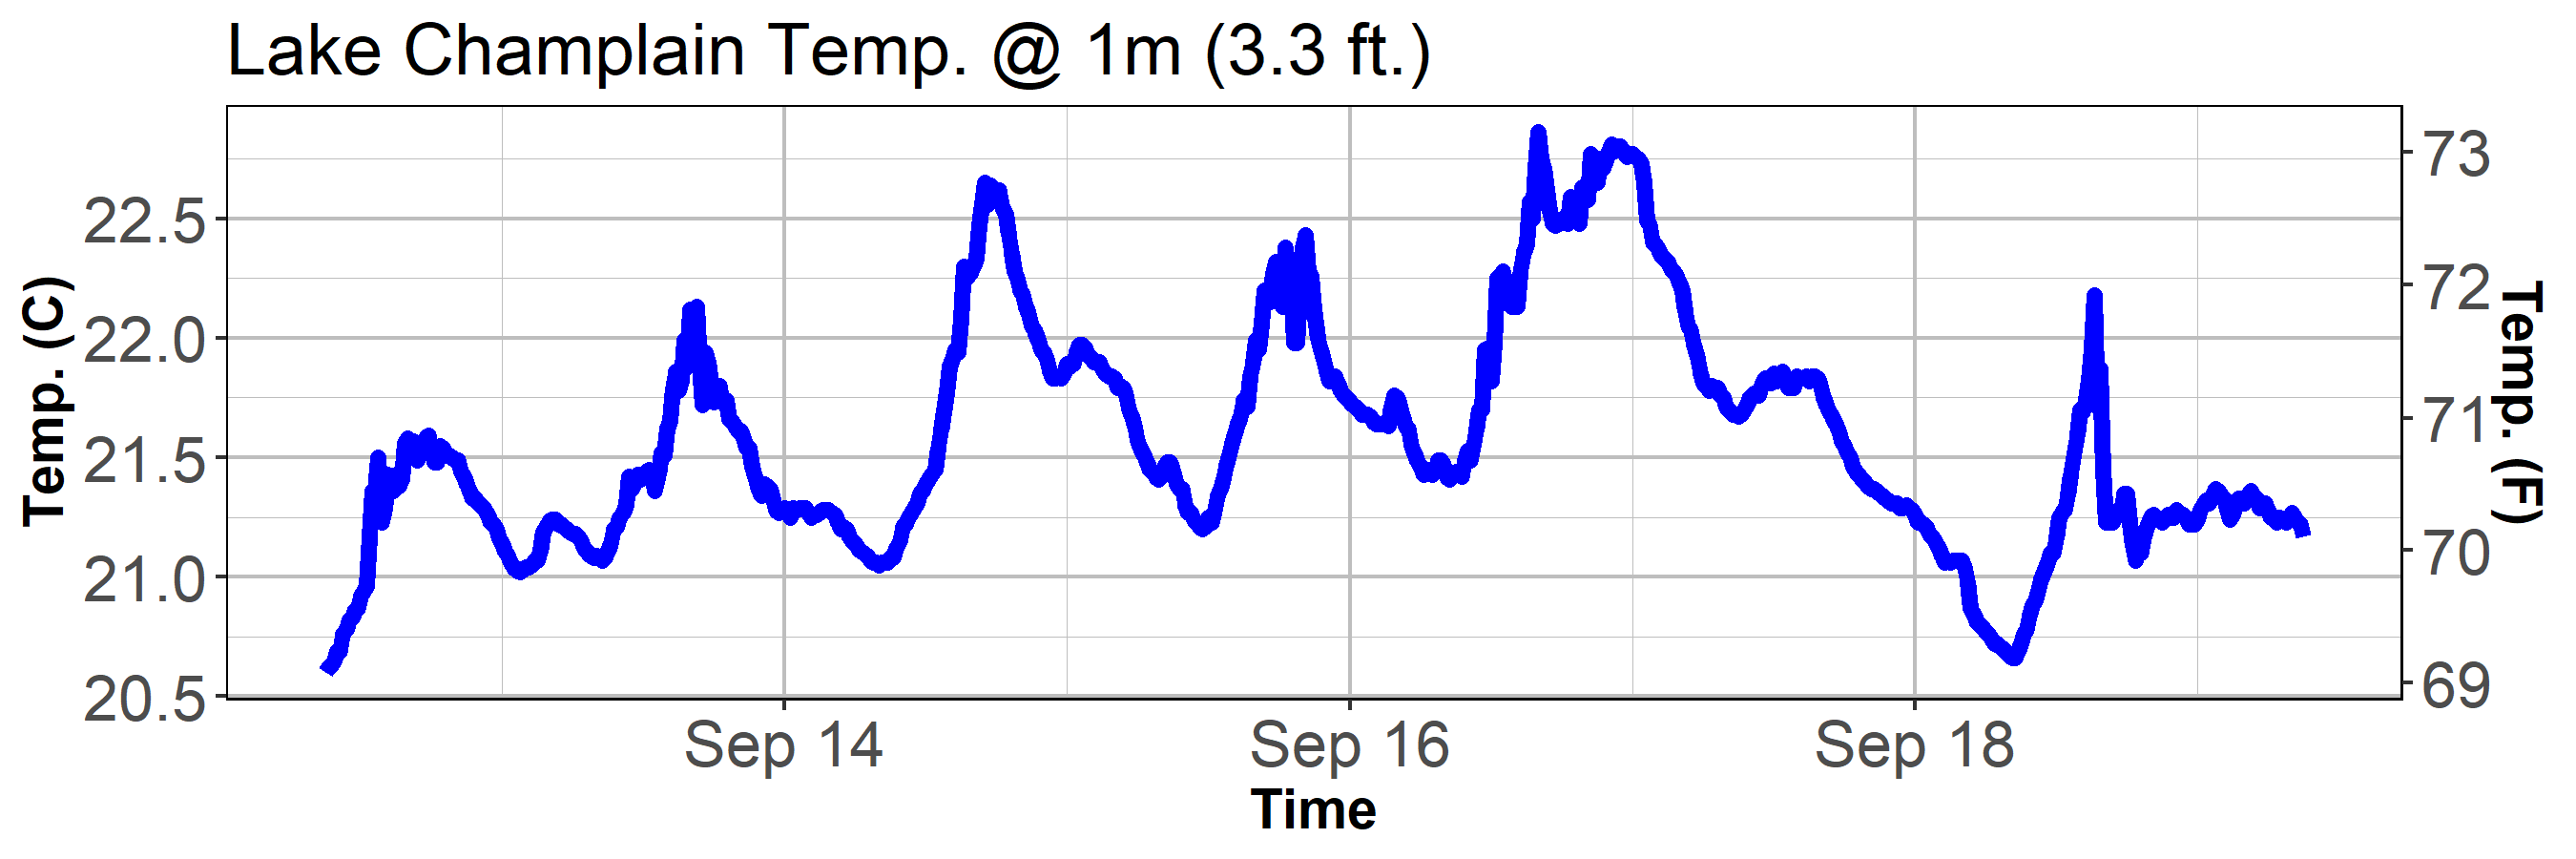 Lake Champlain Temp. @ 1m (3.3 ft.)
Temp. (C)
22.5
22.0
21.5
21.0
20.5
73
72
71
70
69
Temp. (F)
Sep 14 Sep 16 Sep 18
Time